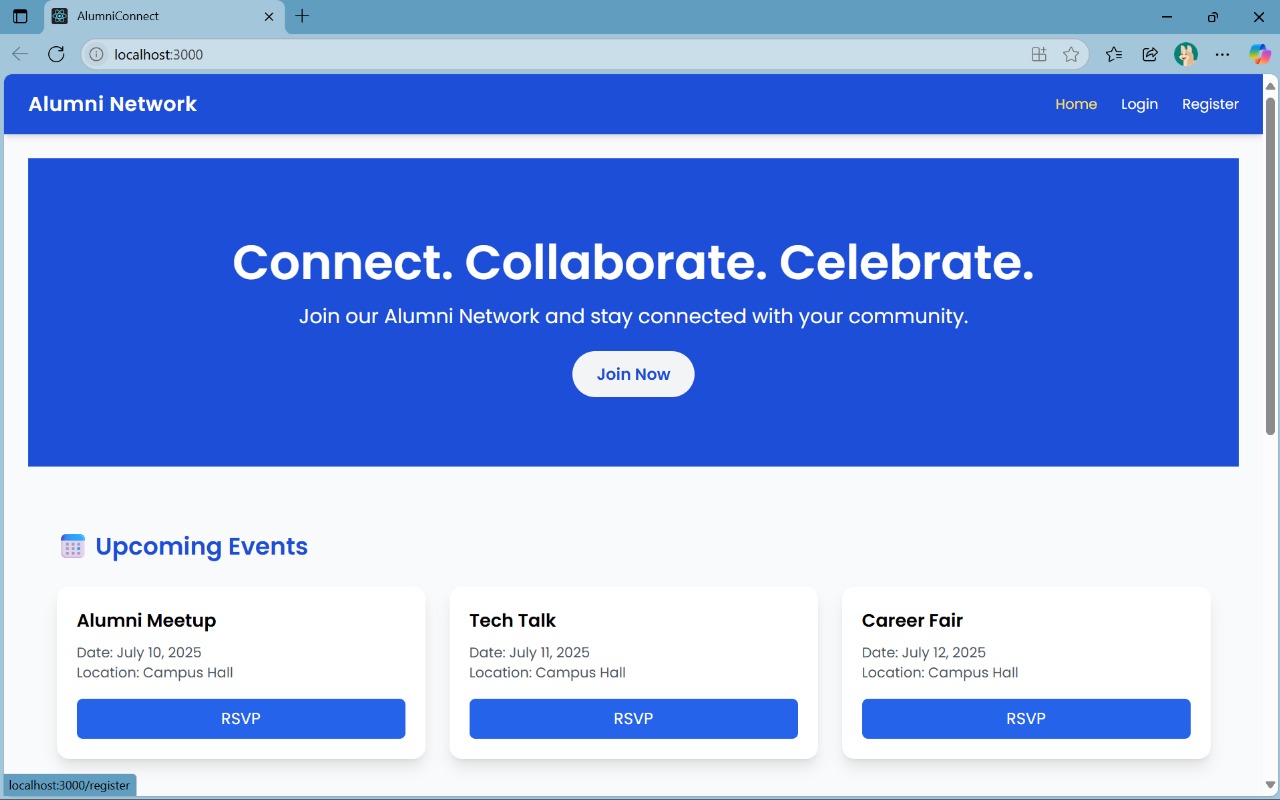 AlumniConnect
localhost:3000
Alumni Network
Home Login Register
Connect. Collaborate. Celebrate.
Join our Alumni Network and stay connected with your community.
Join Now
Upcoming Events
Alumni Meetup
Date: July 10, 2025
Location: Campus Hall
RSVP
Tech Talk
Date: July 11, 2025
Location: Campus Hall
RSVP
Career Fair
Date: July 12, 2025
Location: Campus Hall
RSVP
localhost:3000/register